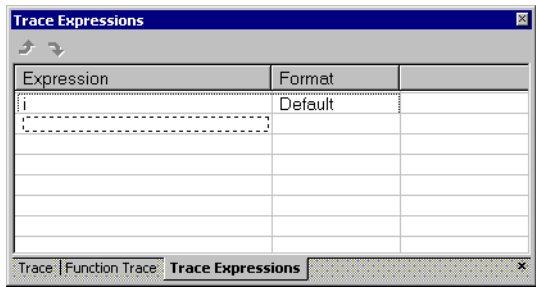 Trace Expressions
Expression Format
i Default
Trace Function Trace Trace Expressions